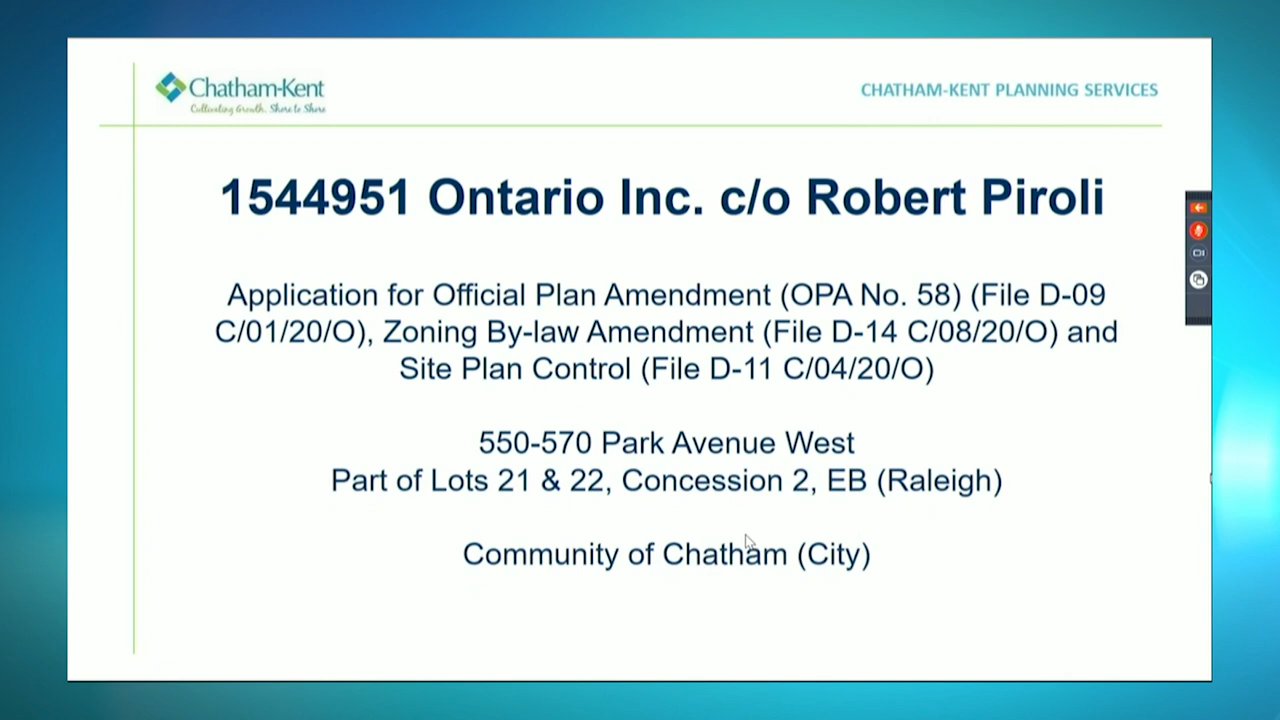 Chatham-Kent
Cultivating Growth, Shore to Shore
CHATHAM-KENT PLANNING SERVICES
1544951 Ontario Inc. c/o Robert Piroli
Application for Official Plan Amendment (OPA No. 58) (File D-09
C/01/20/O), Zoning By-law Amendment (File D-14 C/08/20/O) and
Site Plan Control (File D-11 C/04/20/O)
550-570 Park Avenue West
Part of Lots 21 & 22, Concession 2, EB (Raleigh)
Community of Chatham (City)